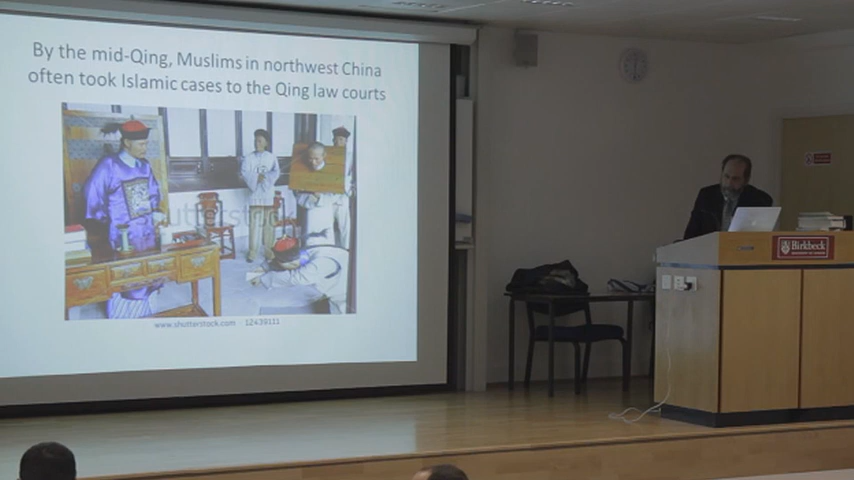 By the mid-Qing, Muslims in northwest China
often took Islamic cases to the Qing law courts
shutterstock
www.shutterstock.com 12439111
Birkbeck